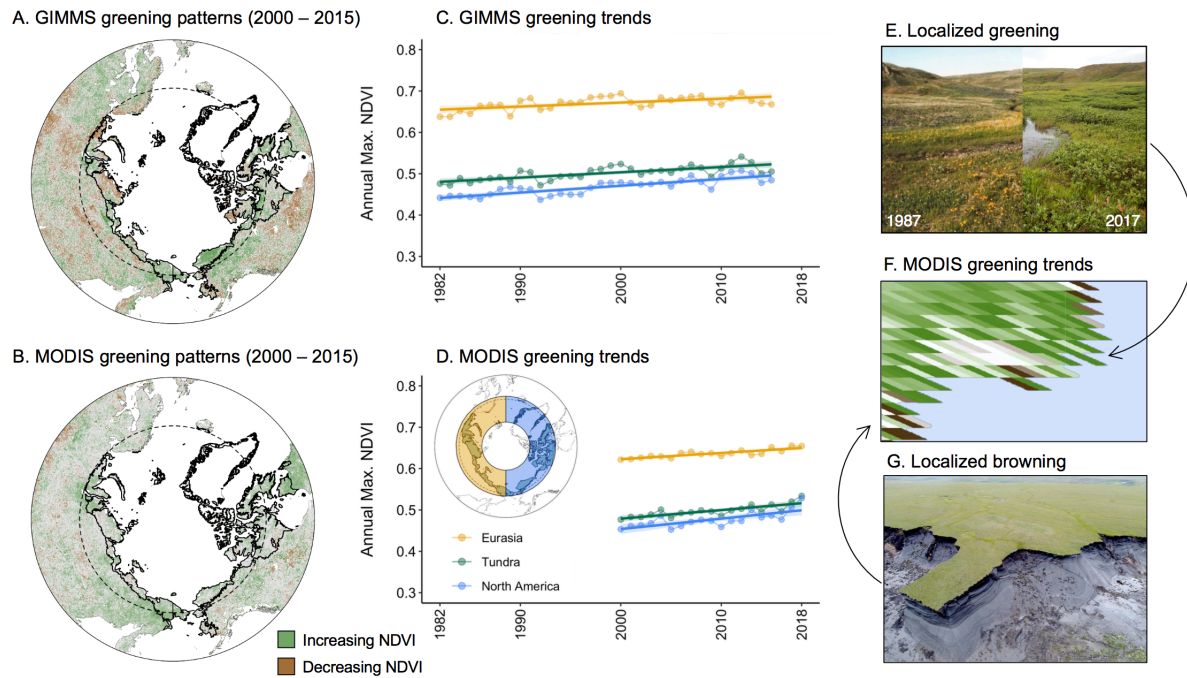 A. GIMMS greening patterns (2000 – 2015)
B. MODIS greening patterns (2000 – 2015)
Increasing NDVI
Decreasing NDVI
C. GIMMS greening trends
Annual Max. NDVI
0.8
0.7
0.6
0.5
0.4
0.3
1982
1990
2000
2010
2018
D. MODIS greening trends
Annual Max. NDVI
0.8
0.7
0.6
0.5
0.4
0.3
Eurasia
Tundra
North America
1982
1990
2000
2010
2018
E. Localized greening
1987
2017
F. MODIS greening trends
G. Localized browning